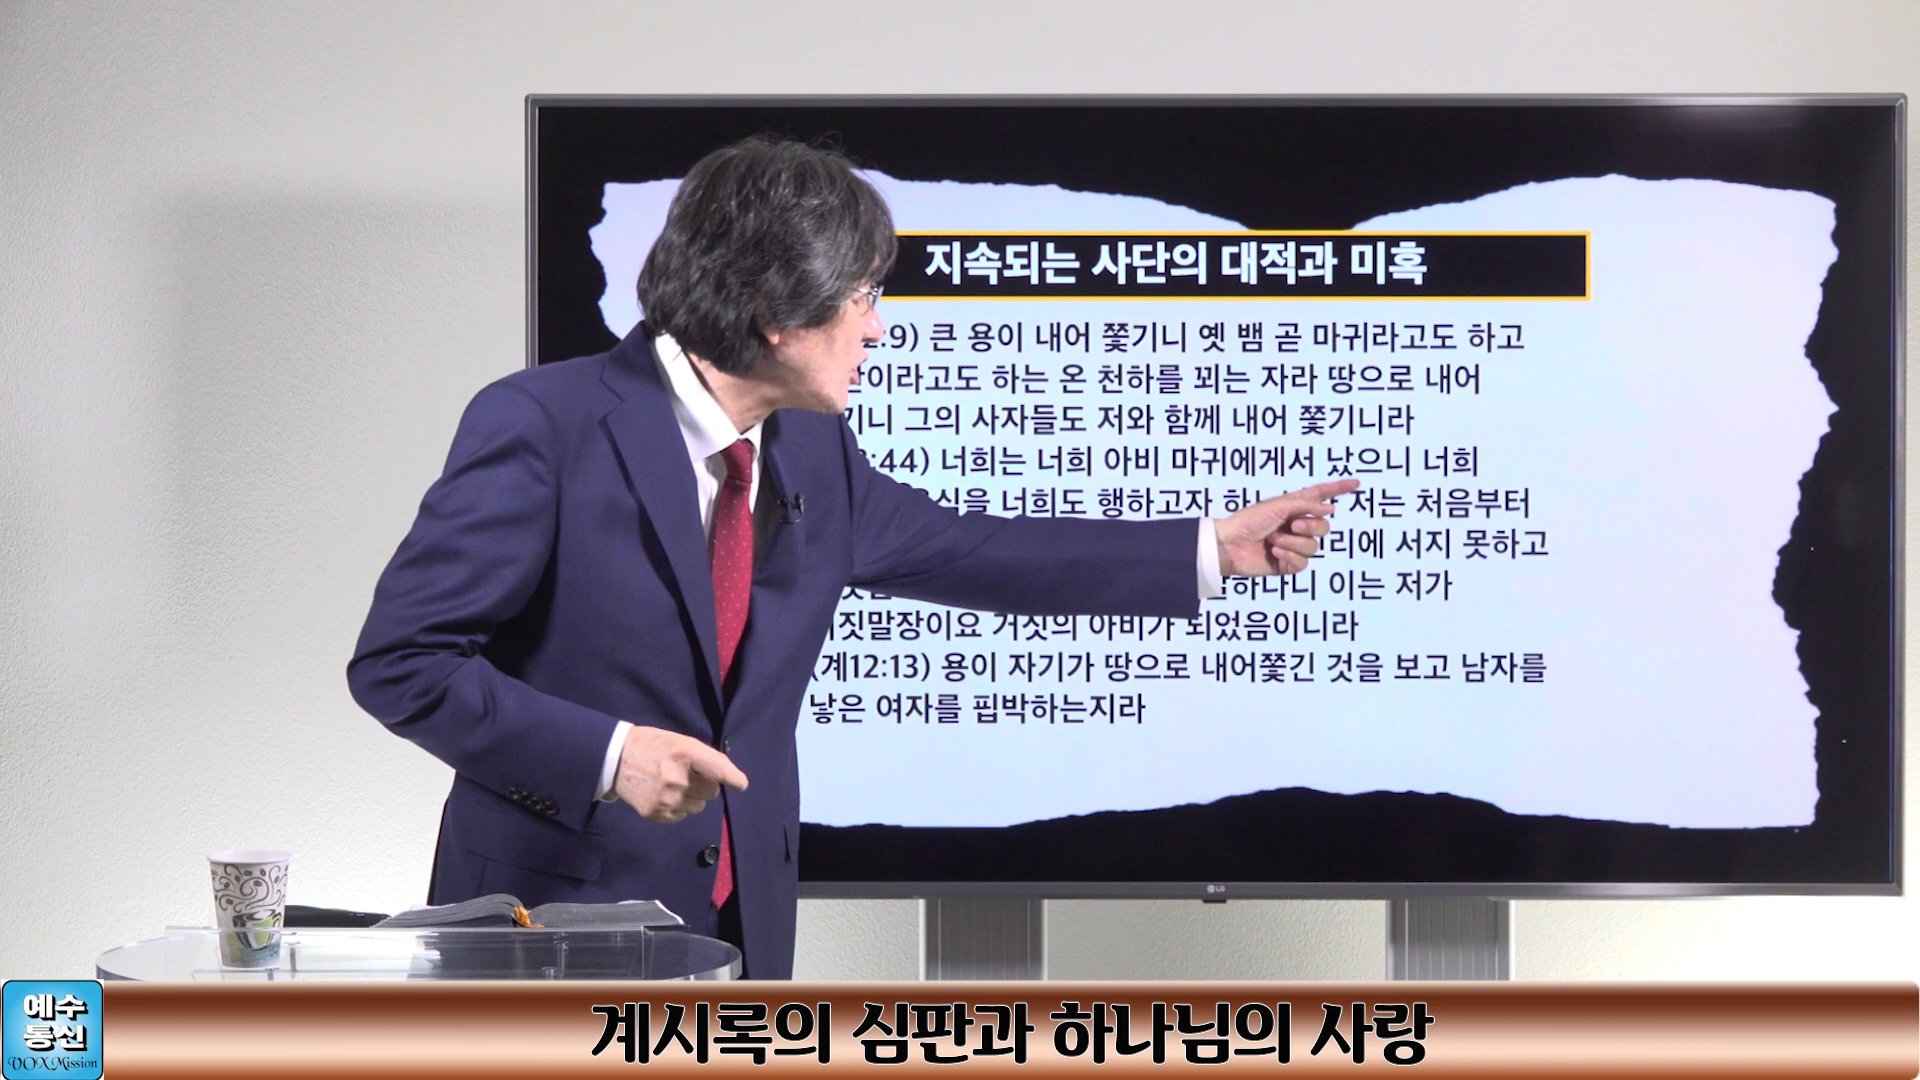 지속되는 사단의 대적과 미혹
2:9) 큰 용이 내어 쫓기니 옛 뱀 곧 마귀라고도 하고
이라고도 하는 온 천하를 꾀는 자라 땅으로 내어
기니 그의 사자들도 저와 함께 내어 쫓기니라
:44) 너희는 너희 아비 마귀에게서 났으니 너희
너희도 행하고자 저는 처음부터
서지 못하고
이는 저가
거짓말장이요 거짓의 아비가 되었음이니라
(계12:13) 용이 자기가 땅으로 내어쫓긴 것을 보고 남자를
낳은 여자를 핍박하는지라
LG
예수
통신
VOX Mission
계시록의 심판과 하나님의 사랑